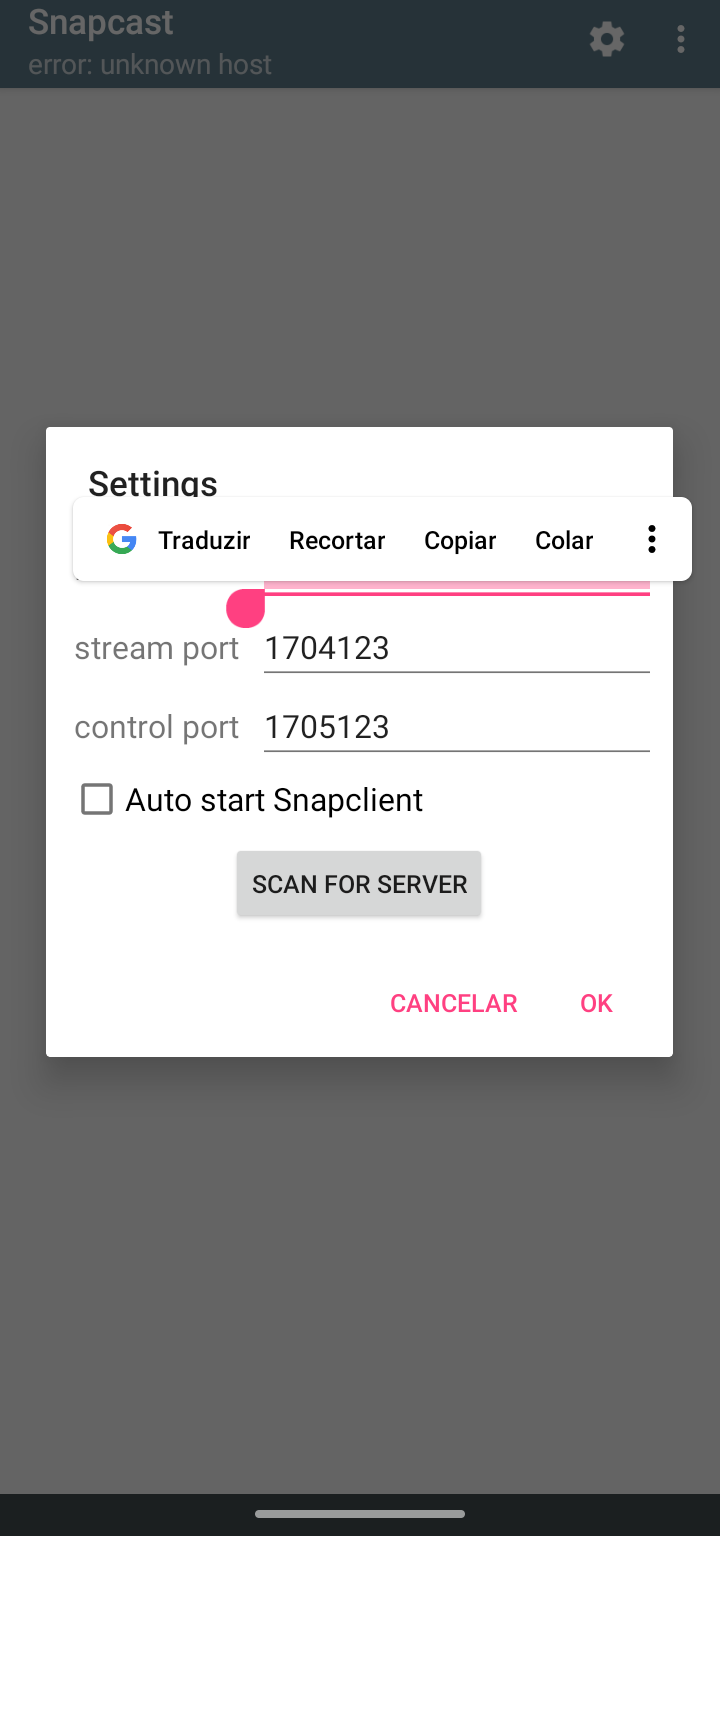 Snapcast
error: unknown host
Settings
Traduzir Recortar Copiar Colar
stream port 1704123
control port 1705123
Auto start Snapclient
SCAN FOR SERVER
CANCELAR OK